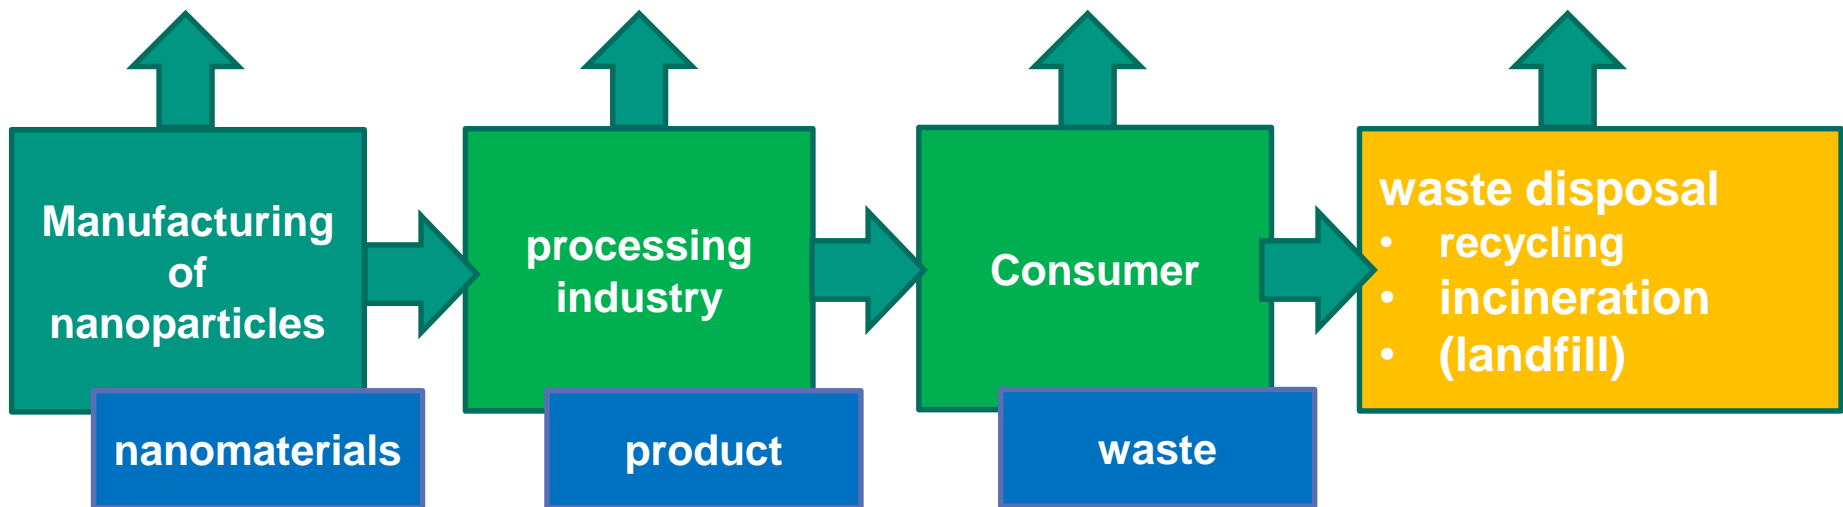 Manufacturing
of
nanoparticles
nanomaterials
processing
industry
product
Consumer
waste
waste disposal
• recycling
• incineration
• (landfill)